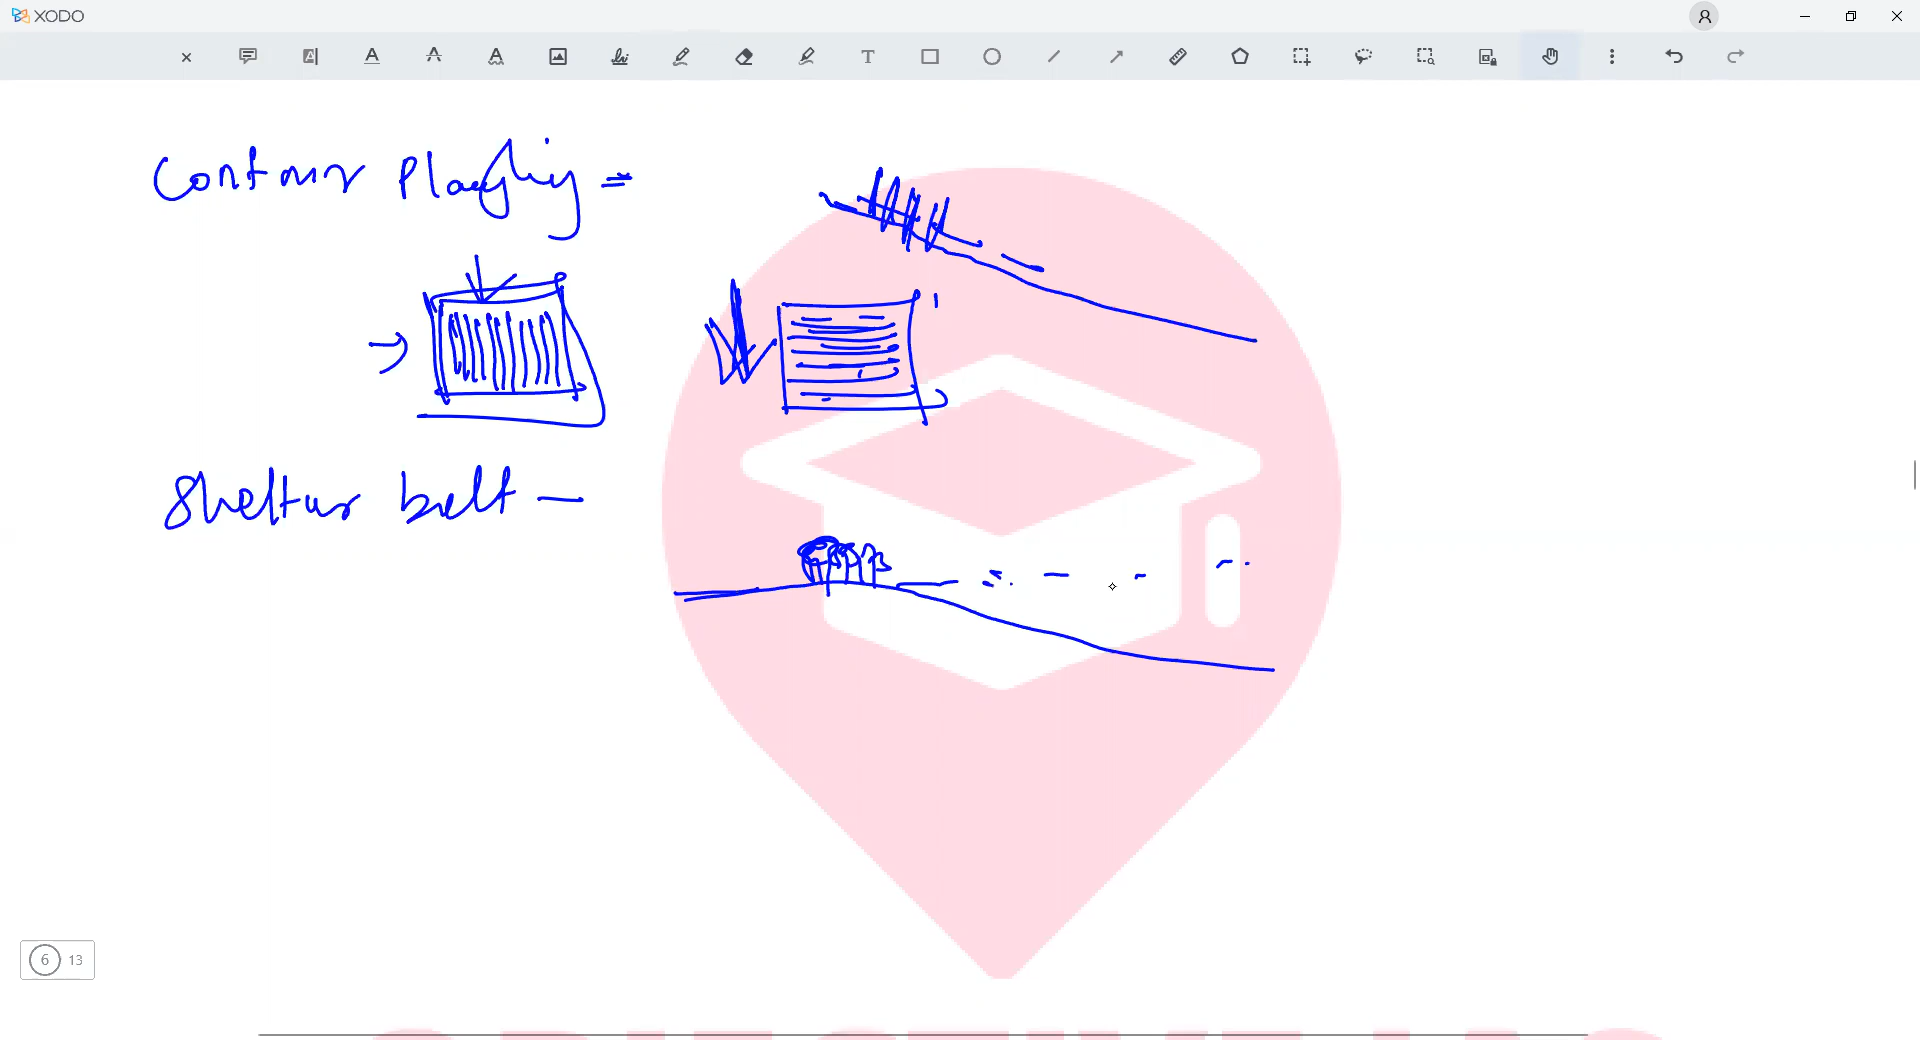 XODO
Contour Ploughing =
Shelter belt —
6 13